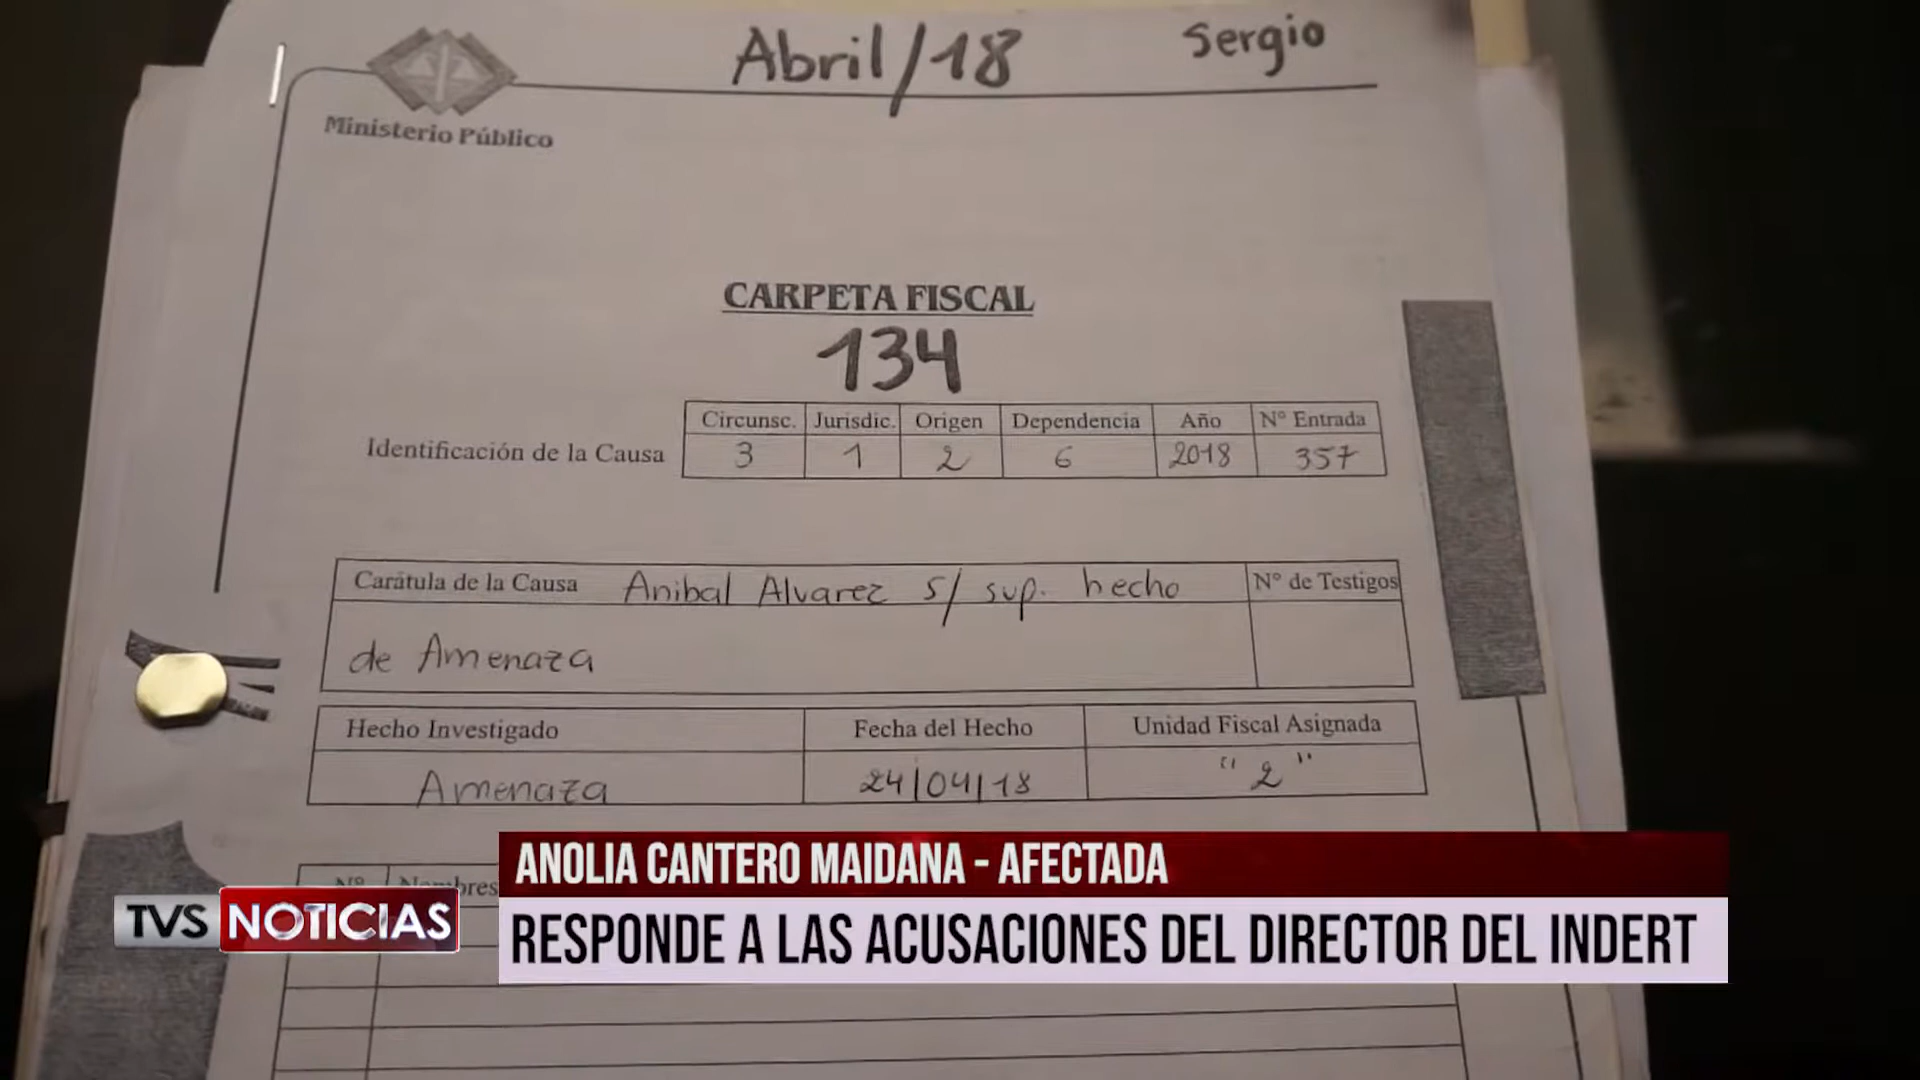 Abril/18
Sergio
Ministerio Público
CARPETA FISCAL
134
Circunsc. Jurisdic. Origen Dependencia Año Nº Entrada
Identificación de la Causa 3 1 2 6 2018 357
Carátula de la Causa Anibal Alvarez s/ sup. hecho Nº de Testigos
de Amenaza
Hecho Investigado Fecha del Hecho Unidad Fiscal Asignada
Amenaza 24/04/18 "2"
Nº Nombres
ANOLIA CANTERO MAIDANA - AFECTADA
TVS NOTICIAS
RESPONDE A LAS ACUSACIONES DEL DIRECTOR DEL INDERT